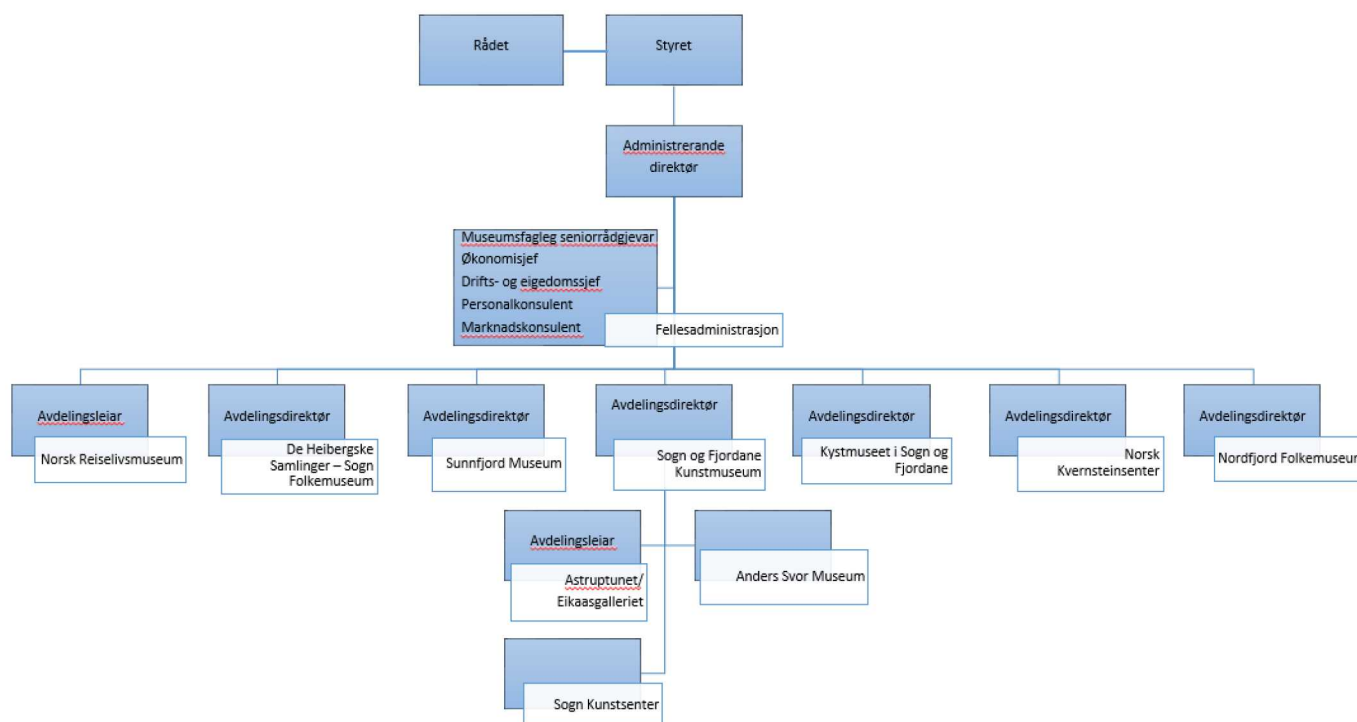 Rådet
Styret
Administrerande
direktør
Museumsfagleg seniorrådgjevar
Økonomisjef
Drifts- og eigedomssjef
Personalkonsulent
Marknadskonsulent
Fellesadministrasjon
Avdelingsleiar
Norsk Reiselivsmuseum
Avdelingsdirektør
De Heibergske
Samlinger – Sogn
Folkemuseum
Avdelingsdirektør
Sunnfjord Museum
Avdelingsdirektør
Sogn og Fjordane
Kunstmuseum
Avdelingsdirektør
Kystmuseet i Sogn og
Fjordane
Avdelingsdirektør
Norsk
Kvernsteinsenter
Avdelingsdirektør
Nordfjord Folkemuseum
Avdelingsleiar
Astruptunet/
Eikaasgalleriet
Anders Svor Museum
Sogn Kunstsenter